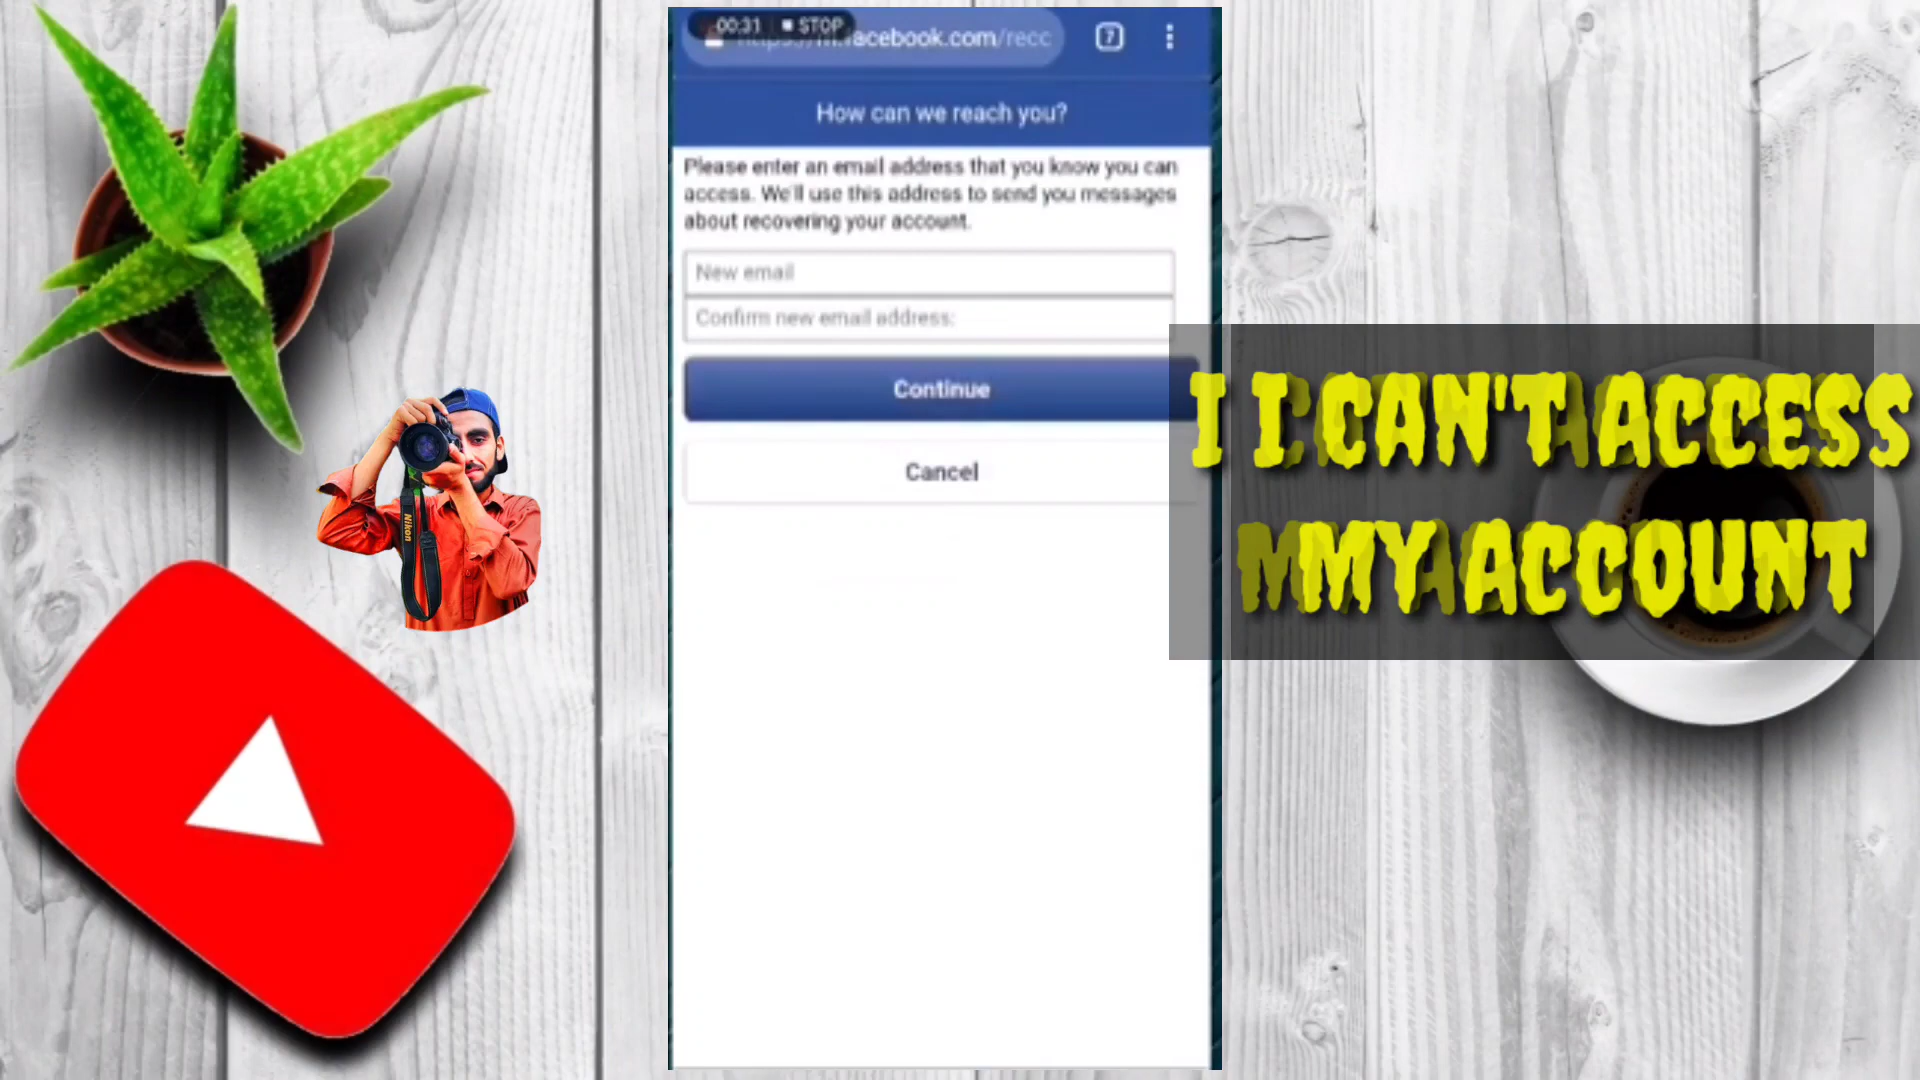 00:31 STOP
facebook.com/recc
7
How can we reach you?
Please enter an email address that you know you can
access. We'll use this address to send you messages
about recovering your account.
New email
Confirm new email address:
Continue
Cancel
I I CAN'T ACCESS
MY ACCOUNT
Nikon